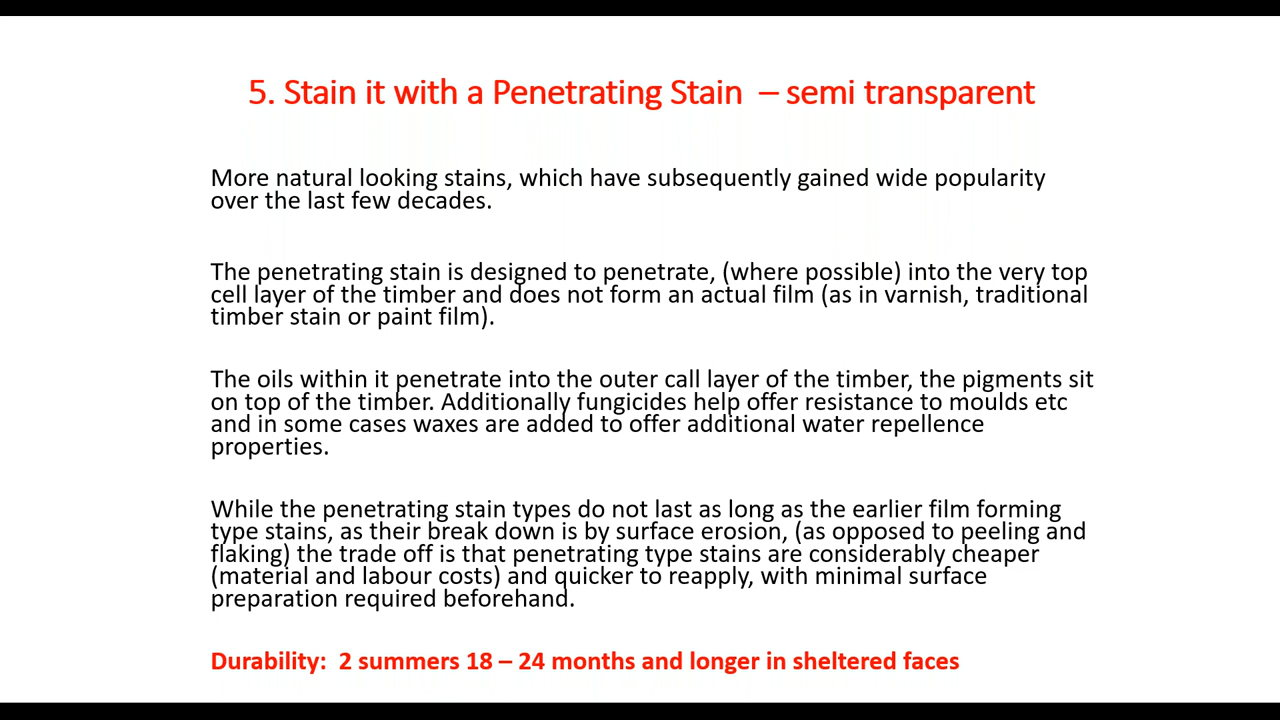 5. Stain it with a Penetrating Stain – semi transparent
More natural looking stains, which have subsequently gained wide popularity
over the last few decades.
The penetrating stain is designed to penetrate, (where possible) into the very top
cell layer of the timber and does not form an actual film (as in varnish, traditional
timber stain or paint film).
The oils within it penetrate into the outer call layer of the timber, the pigments sit
on top of the timber. Additionally fungicides help offer resistance to moulds etc
and in some cases waxes are added to offer additional water repellence
properties.
While the penetrating stain types do not last as long as the earlier film forming
type stains, as their break down is by surface erosion, (as opposed to peeling and
flaking) the trade off is that penetrating type stains are considerably cheaper
(material and labour costs) and quicker to reapply, with minimal surface
preparation required beforehand.
Durability: 2 summers 18 – 24 months and longer in sheltered faces